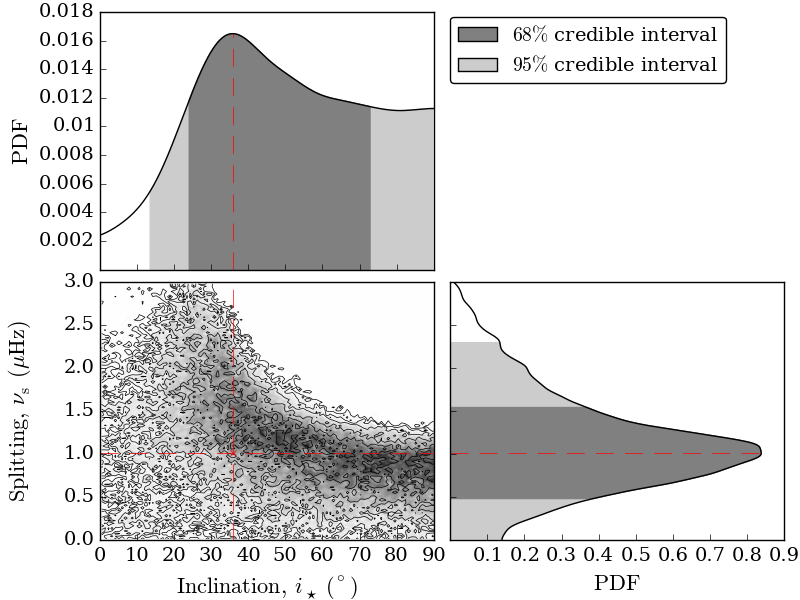 0.018
0.016
0.014
0.012
0.01
0.008
0.006
0.004
0.002
PDF
68% credible interval
95% credible interval
3.0
2.5
2.0
1.5
1.0
0.5
0.0
Splitting, νs (μHz)
0 10 20 30 40 50 60 70 80 90
Inclination, i⋆ (°)
0.1 0.2 0.3 0.4 0.5 0.6 0.7 0.8 0.9
PDF